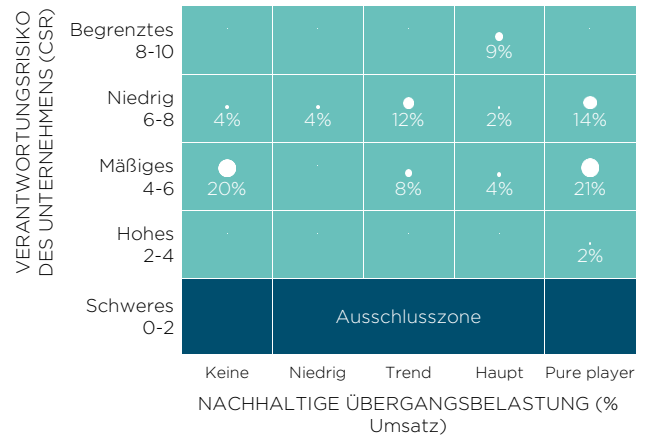 VERANTWORTUNGSRISIKO
DES UNTERNEHMENS (CSR)
Begrenztes
8-10
9%
Niedrig
6-8
4%
4%
12%
2%
14%
Mäßiges
4-6
20%
8%
4%
21%
Hohes
2-4
2%
Schweres
0-2
Ausschlusszone
Keine
Niedrig
Trend
Haupt
Pure player
NACHHALTIGE ÜBERGANGSBELASTUNG (%
Umsatz)